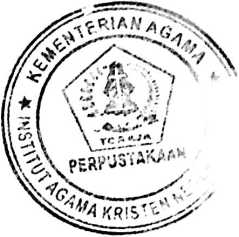 KEMENTERIAN AGAMA
TORAJA
PERPUSTAKAAN
INSTITUT AGAMA KRISTEN